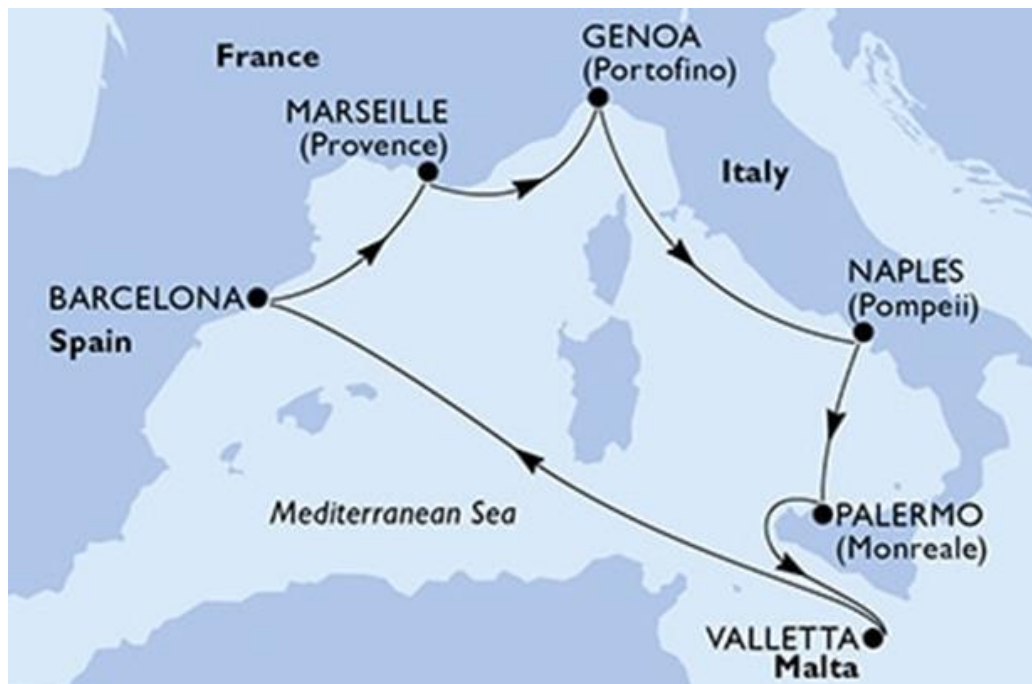 France
GENOA
(Portofino)
MARSEILLE
(Provence)
Italy
BARCELONA
Spain
NAPLES
(Pompeii)
Mediterranean Sea
PALERMO
(Monreale)
VALLETTA
Malta